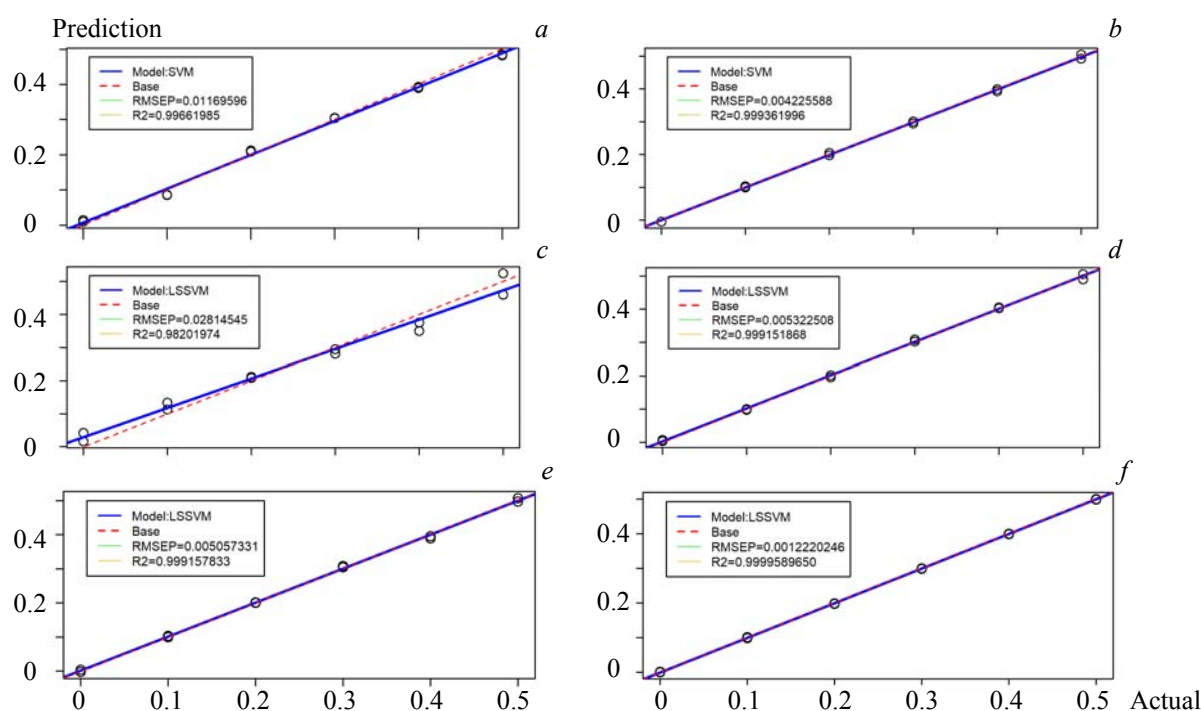 Prediction
a
0.4
0.2
0
Model:SVM
Base
RMSEP=0.01169596
R2=0.99661985
b
0.4
0.2
0
Model:SVM
Base
RMSEP=0.004225588
R2=0.999361996
c
0.4
0.2
0
Model:LSSVM
Base
RMSEP=0.02814545
R2=0.98201974
d
0.4
0.2
0
Model:LSSVM
Base
RMSEP=0.005322508
R2=0.999151868
e
0.4
0.2
0
Model:LSSVM
Base
RMSEP=0.005057331
R2=0.999157833
0 0.1 0.2 0.3 0.4 0.5
f
0.4
0.2
0
Model:LSSVM
Base
RMSEP=0.0012220246
R2=0.9999589650
0 0.1 0.2 0.3 0.4 0.5 Actual